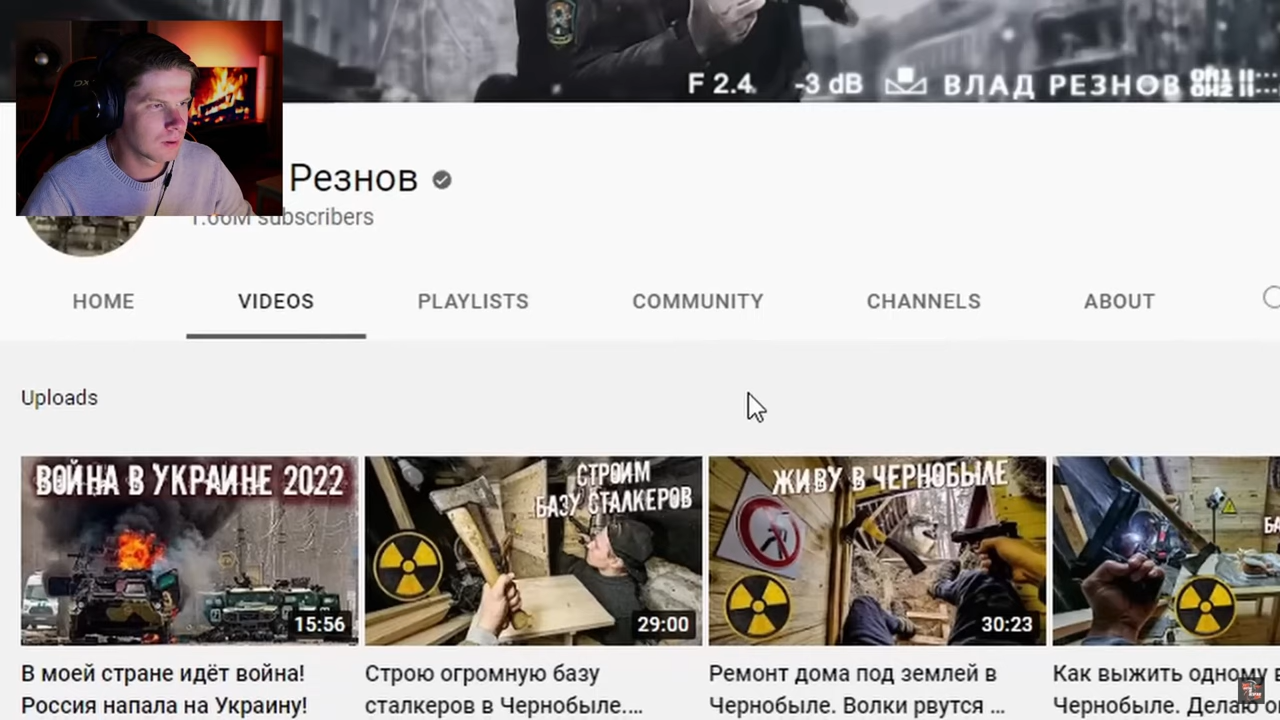 F 2.4 -3 dB ВЛАД РЕЗНОВ
Резнов
subscribers
HOME VIDEOS PLAYLISTS COMMUNITY CHANNELS ABOUT
Uploads
ВОЙНА В УКРАИНЕ 2022
СТРОИМ
БАЗУ СТАЛКЕРОВ
ЖИВУ В ЧЕРНОБЫЛЕ
15:56
29:00
30:23
В моей стране идёт война!
Россия напала на Украину!
Строю огромную базу
сталкеров в Чернобыле....
Ремонт дома под землей в
Чернобыле. Волки рвутся ...
Как выжить одному в
Чернобыле. Делаю